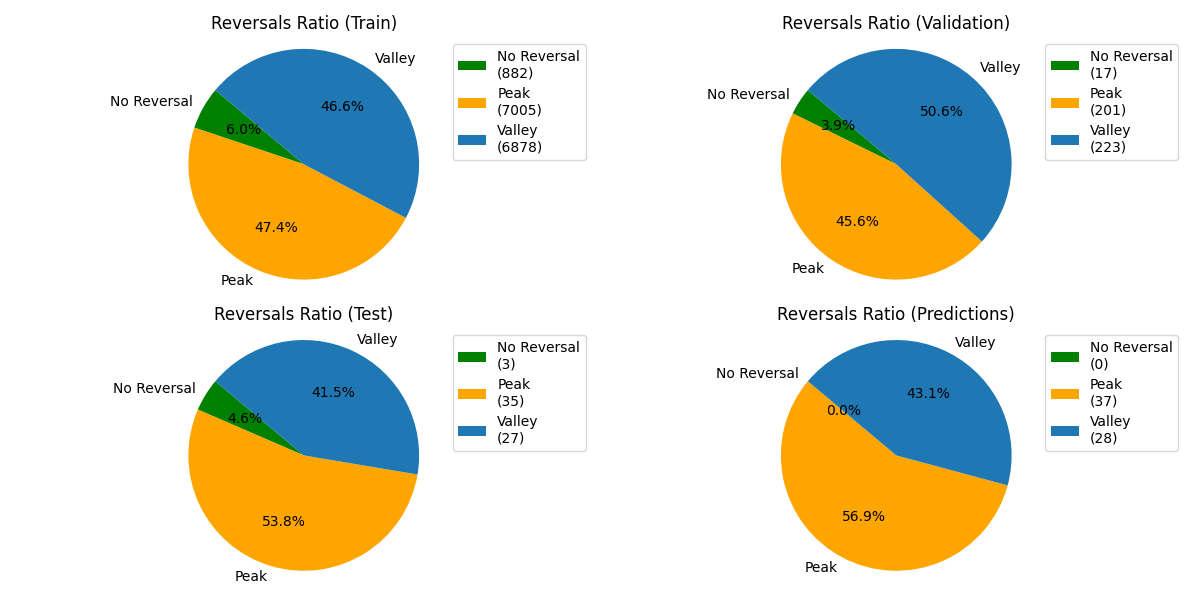 Reversals Ratio (Train)
Valley
No Reversal
46.6%
6.0%
47.4%
Peak
No Reversal
(882)
Peak
(7005)
Valley
(6878)
Reversals Ratio (Validation)
Valley
No Reversal
50.6%
3.9%
45.6%
Peak
No Reversal
(17)
Peak
(201)
Valley
(223)
Reversals Ratio (Test)
Valley
No Reversal
41.5%
4.6%
53.8%
Peak
No Reversal
(3)
Peak
(35)
Valley
(27)
Reversals Ratio (Predictions)
Valley
No Reversal
43.1%
0.0%
56.9%
Peak
No Reversal
(0)
Peak
(37)
Valley
(28)